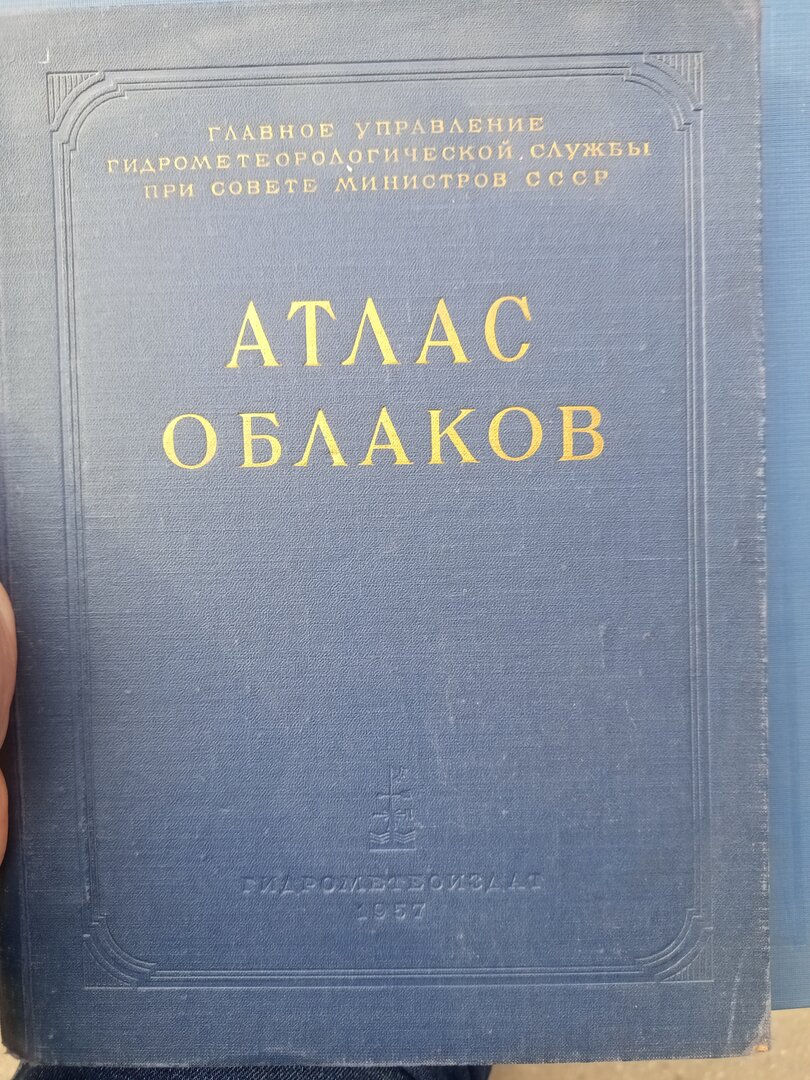 ГЛАВНОЕ УПРАВЛЕНИЕ
ГИДРОМЕТЕОРОЛОГИЧЕСКОЙ СЛУЖБЫ
ПРИ СОВЕТЕ МИНИСТРОВ СССР
АТЛАС
ОБЛАКОВ
ГИДРОМЕТЕОИЗДАТ
1957